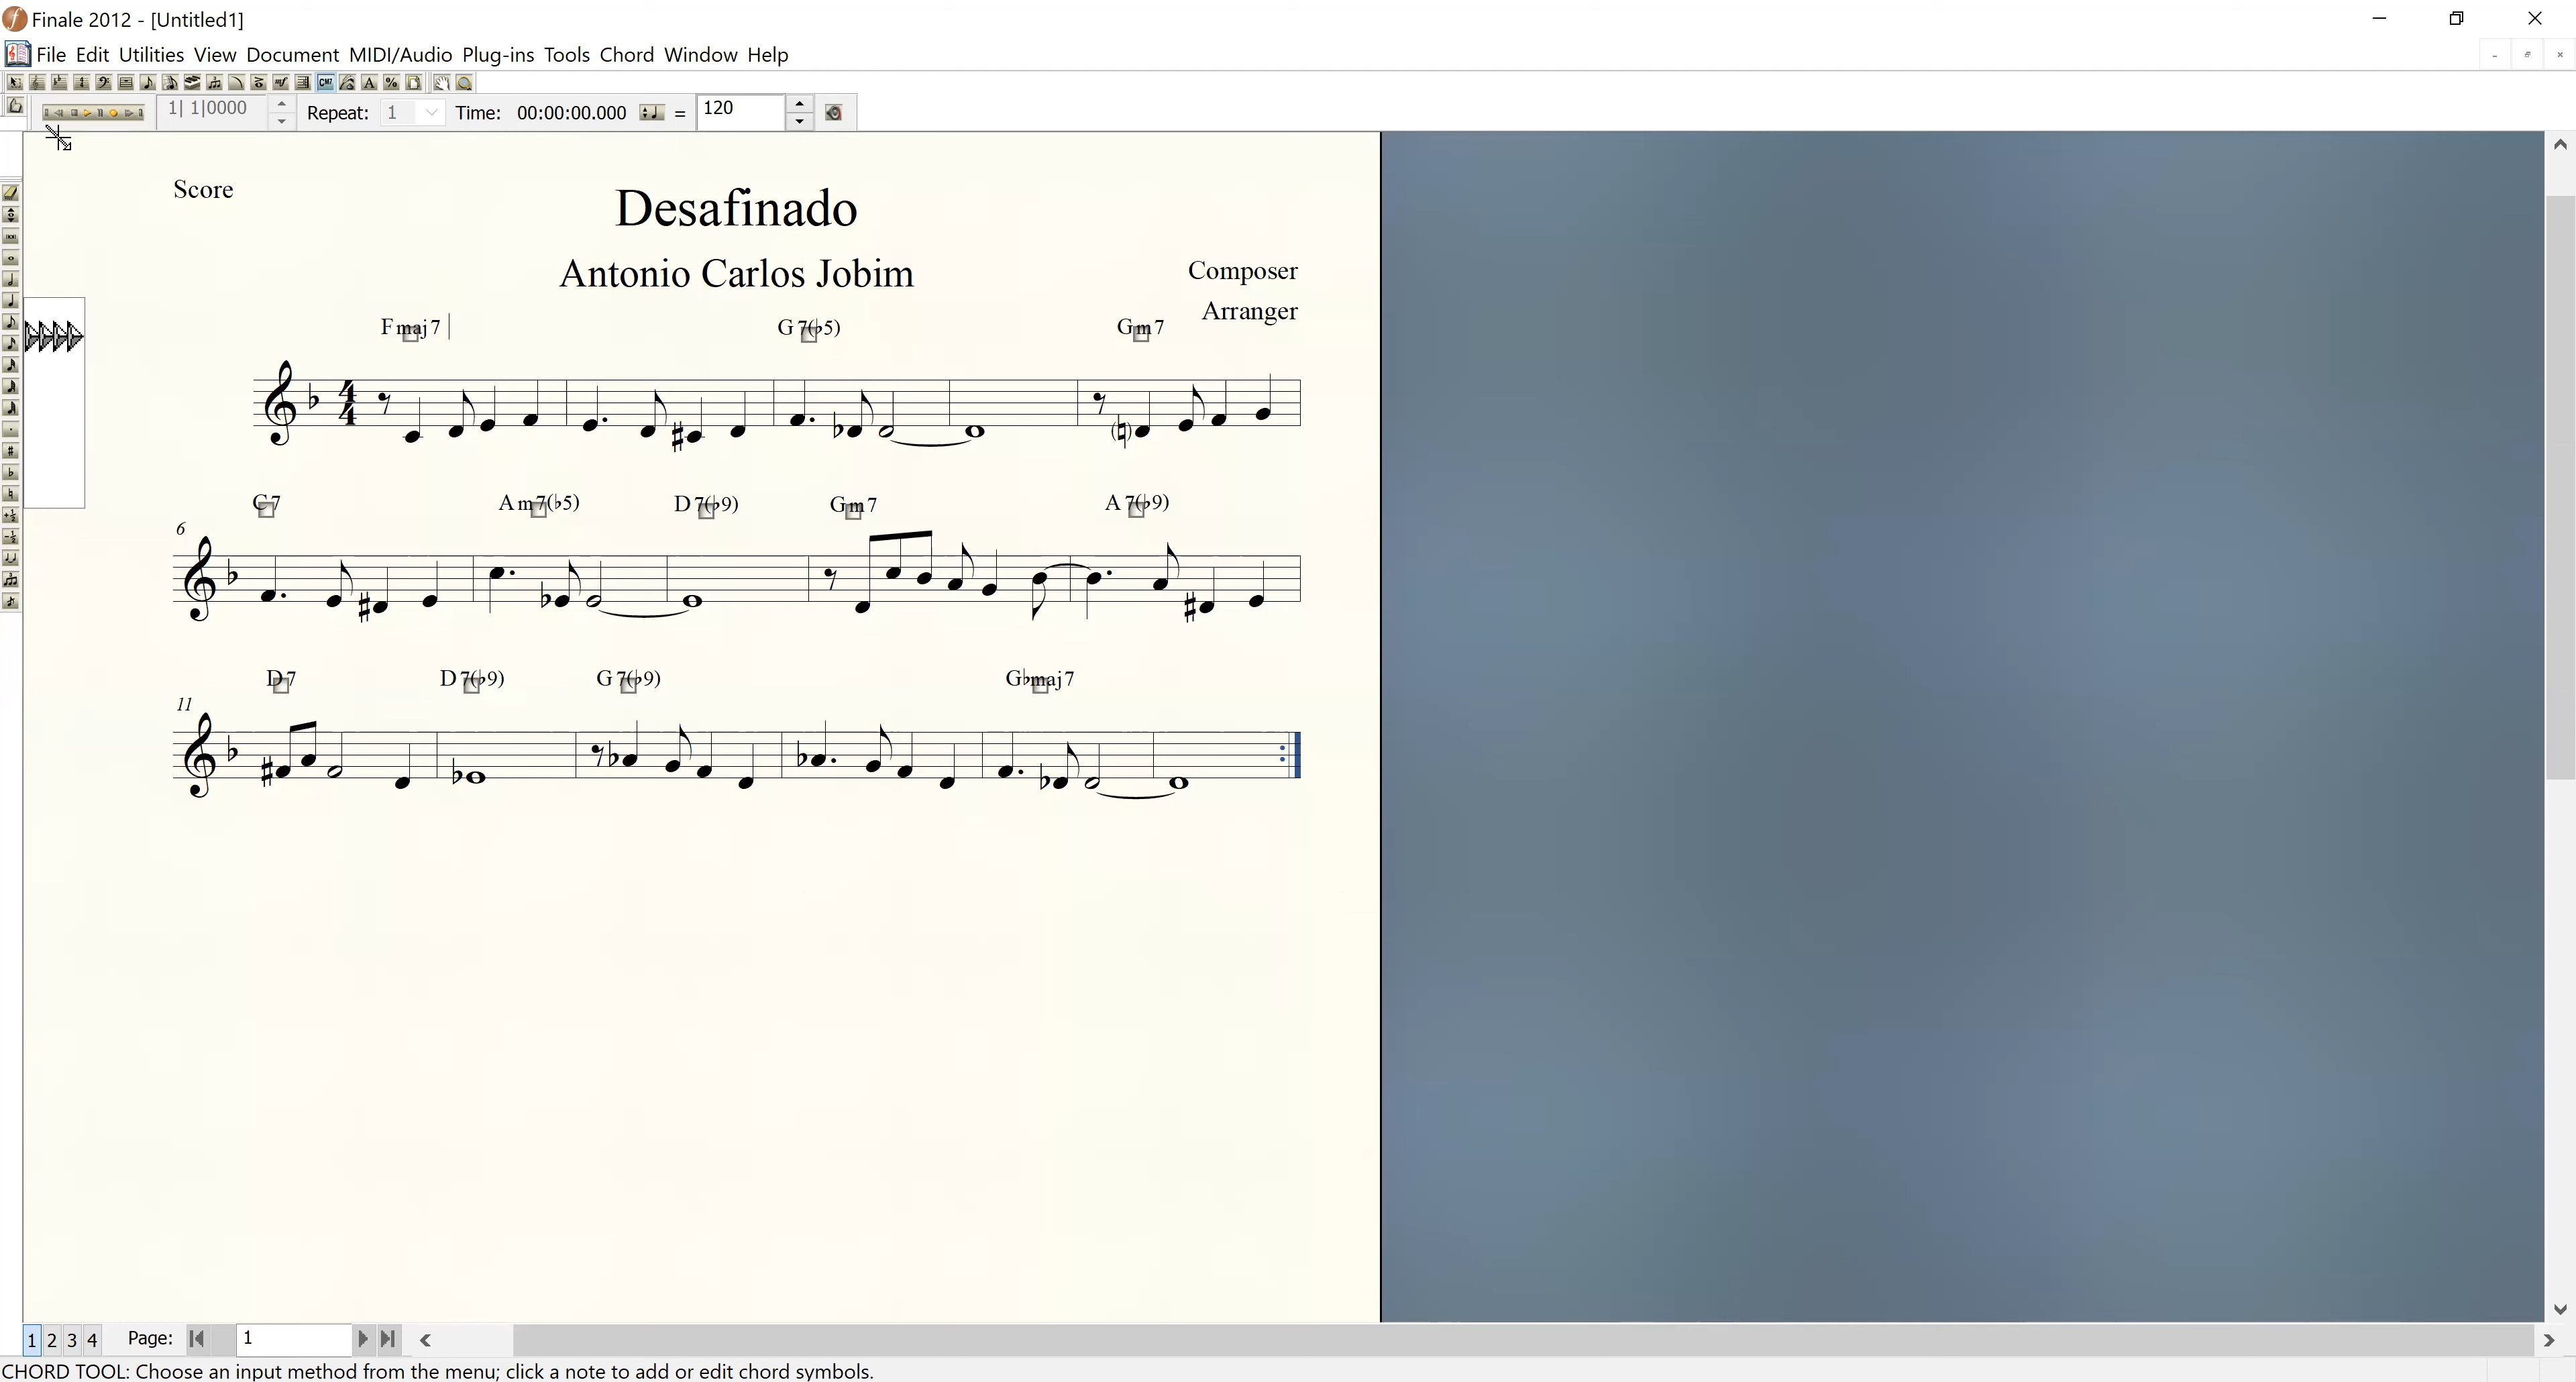 Finale 2012 - [Untitled1]
File Edit Utilities View Document MIDI/Audio Plug-ins Tools Chord Window Help
CM7
1| 1|0000 Repeat: 1 Time: 00:00:00.000 = 120
Score
Desafinado
Antonio Carlos Jobim
Composer
Arranger
Fmaj7 G7(♭5) Gm7
4
4
C7 Am7(♭5) D7(♭9) Gm7 A7(♭9)
6
D7 D7(♭9) G7(♭9) G♭maj7
11
1 2 3 4 Page: 1
CHORD TOOL: Choose an input method from the menu; click a note to add or edit chord symbols.